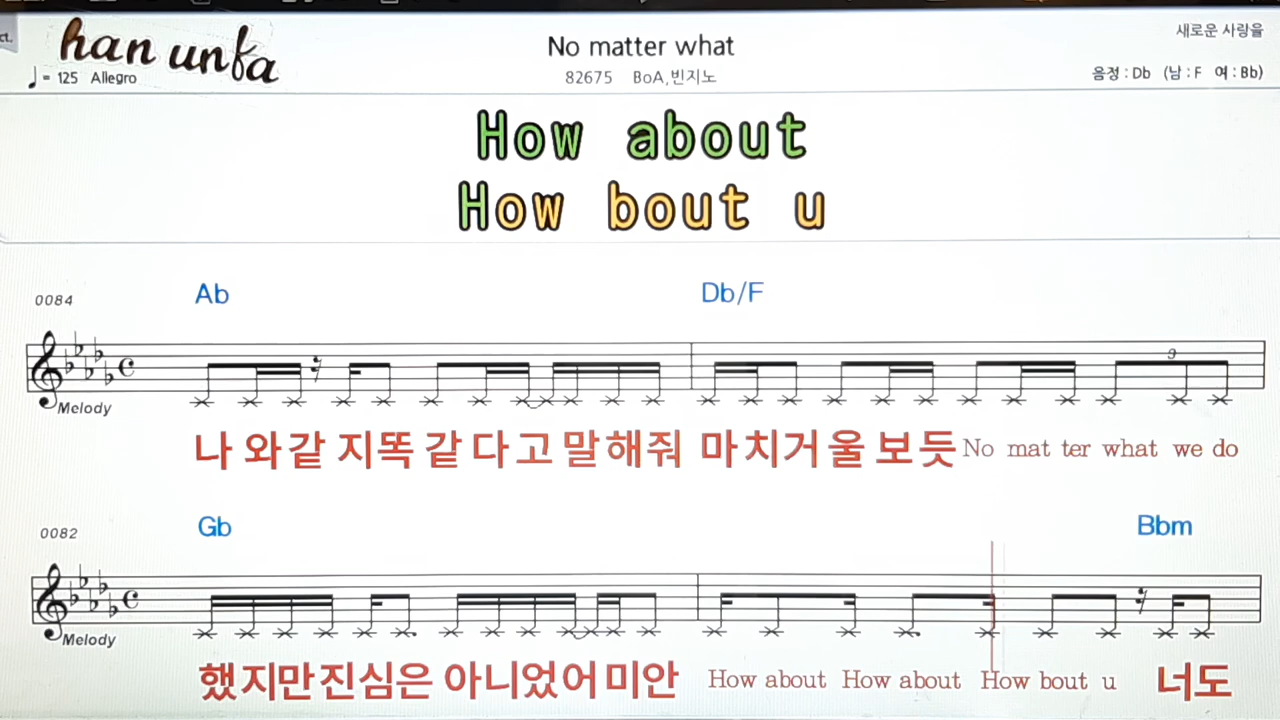 ct.
han unfa
No matter what
새로운 사랑을
♩= 125 Allegro
82675 BoA,빈지노
음정 : Db (남 : F 여 : Bb)
How about
How bout u
0084
Ab Db/F
3
Melody
나 와같 지똑 같 다고 말해줘 마치거 울 보듯 No mat ter what we do
0082
Gb Bbm
Melody
했지만진심은 아니었어미안 How about How about How bout u 너도